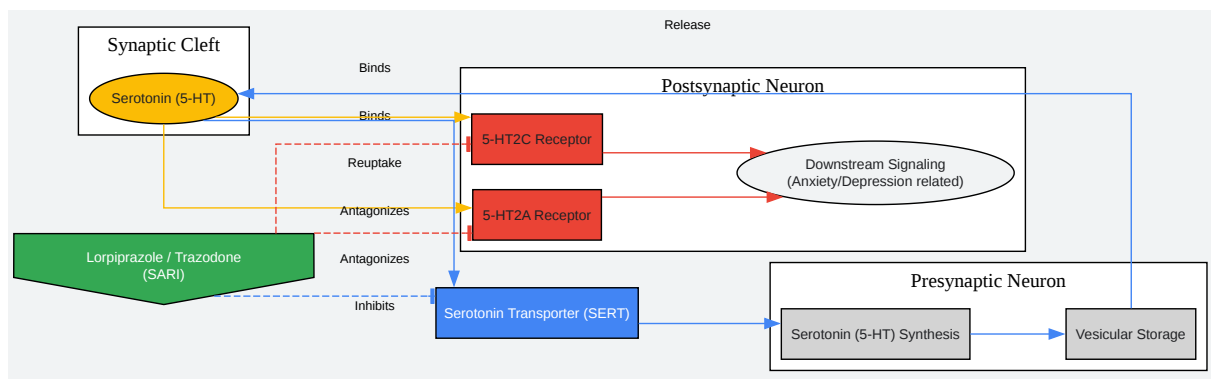 Release
Synaptic Cleft
Binds
Postsynaptic Neuron
Serotonin (5-HT)
Binds
5-HT2C Receptor
Reuptake
Downstream Signaling
(Anxiety/Depression related)
Antagonizes
5-HT2A Receptor
Lorpiprazole / Trazodone
(SARI)
Antagonizes
Presynaptic Neuron
Inhibits
Serotonin Transporter (SERT)
Serotonin (5-HT) Synthesis
Vesicular Storage